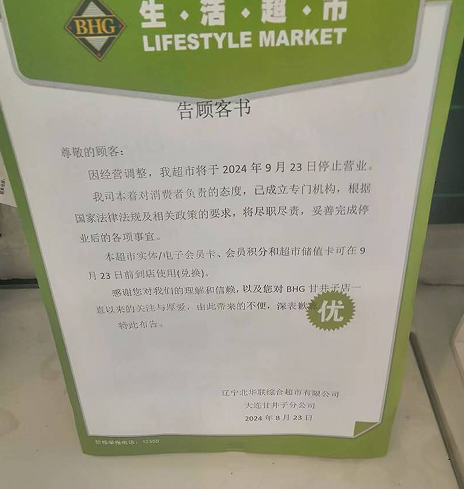 BHG
生·活·超·市
LIFESTYLE MARKET
告顾客书
尊敬的顾客：
因经营调整，我超市将于2024年9月23日停止营业。
我司本着对消费者负责的态度，已成立专门机构，根据
国家法律法规及相关政策的要求，将尽职尽责，妥善完成停
业后的各项事宜。
本超市实体/电子会员卡、会员积分和超市储值卡可在9
月23日前到店使用(兑换)。
感谢您对我们的理解和信赖，以及您对BHG甘井子店一
直以来的关注与厚爱，由此带来的不便，深表歉
优
特此布告。
辽宁北华联综合超市有限公司
大连甘井子分公司
2024年8月23日
价格举报电话：12358